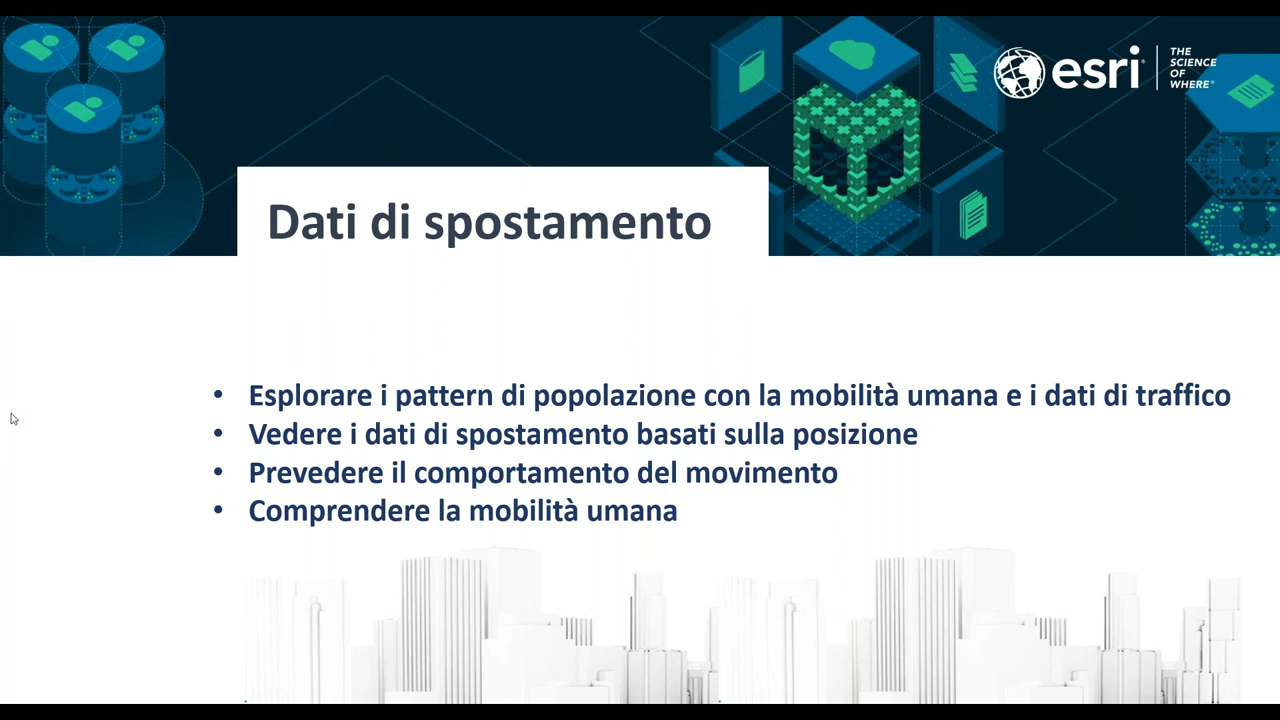 esri
THE
SCIENCE
OF
WHERE®
Dati di spostamento
• Esplorare i pattern di popolazione con la mobilità umana e i dati di traffico
• Vedere i dati di spostamento basati sulla posizione
• Prevedere il comportamento del movimento
• Comprendere la mobilità umana